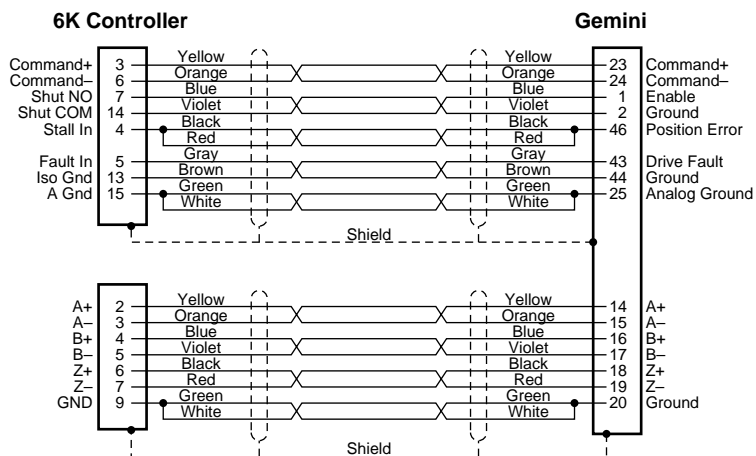 6K Controller Gemini
Yellow Yellow
Command+ 3 23 Command+
Orange Orange
Command– 6 24 Command–
Blue Blue
Shut NO 7 1 Enable
Violet Violet
Shut COM 14 2 Ground
Black Black
Stall In 4 46 Position Error
Red Red
Gray Gray
Fault In 5 43 Drive Fault
Brown Brown
Iso Gnd 13 44 Ground
Green Green
A Gnd 15 25 Analog Ground
White White
Shield
Yellow Yellow
A+ 2 14 A+
Orange Orange
A– 3 15 A–
Blue Blue
B+ 4 16 B+
Violet Violet
B– 5 17 B–
Black Black
Z+ 6 18 Z+
Red Red
Z– 7 19 Z–
Green Green
GND 9 20 Ground
White White
Shield